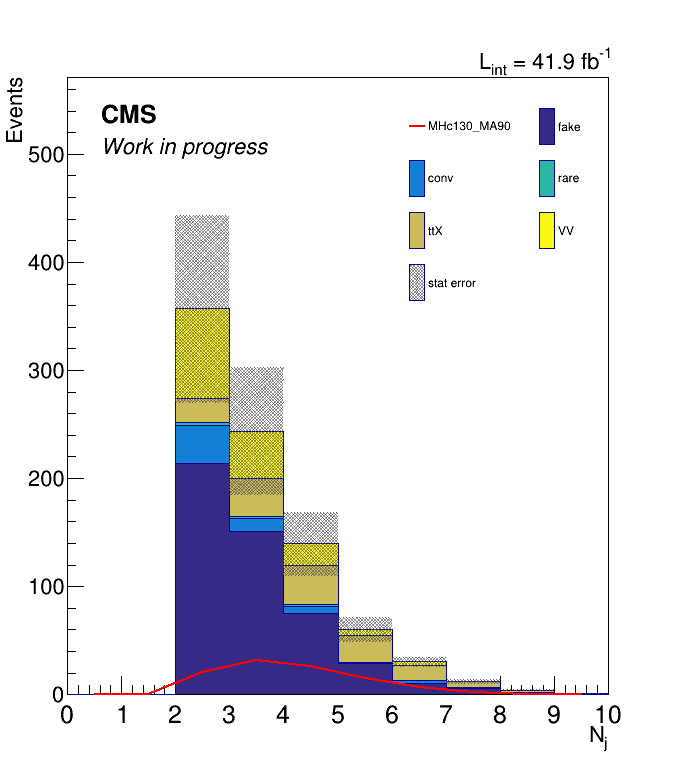 L_int = 41.9 fb^-1
Events
CMS
Work in progress
MHc130_MA90
fake
conv
rare
ttX
VV
stat error
500
400
300
200
100
0
0 1 2 3 4 5 6 7 8 9 10
N_j